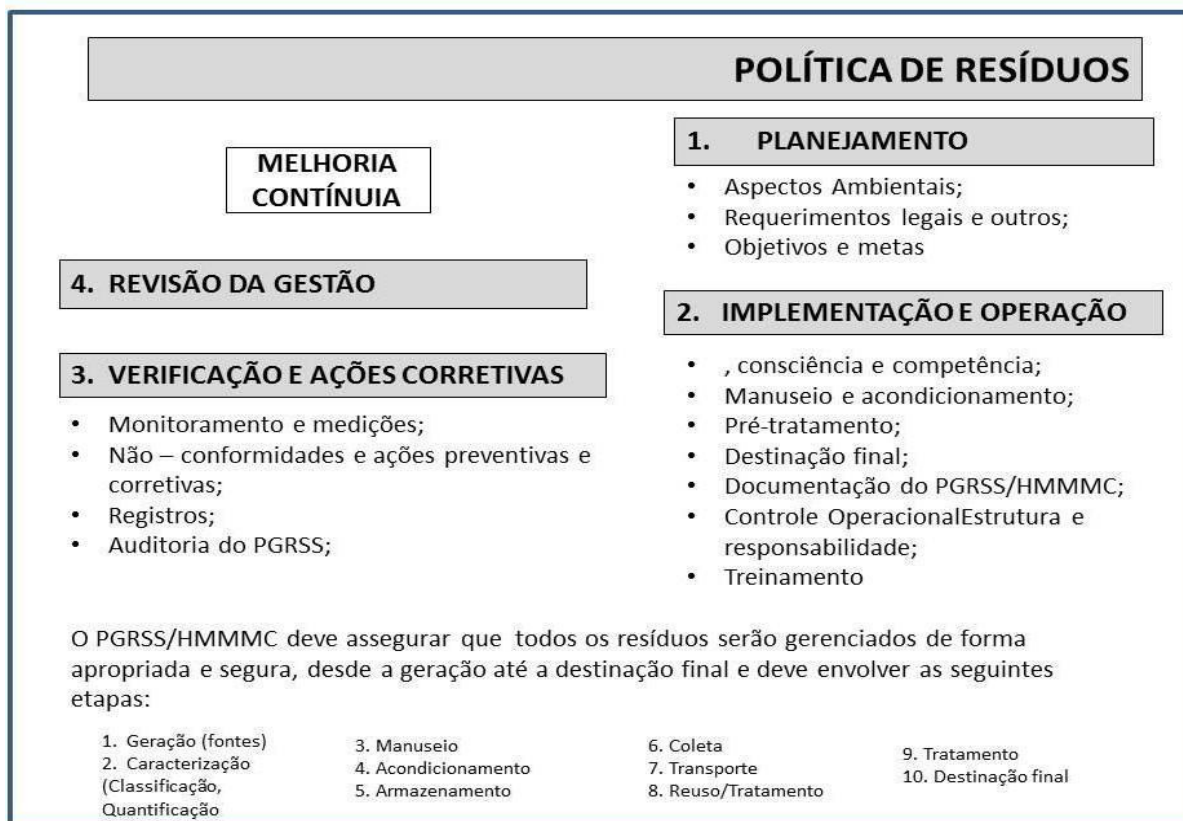 POLÍTICA DE RESÍDUOS
MELHORIA
CONTÍNUIA
4. REVISÃO DA GESTÃO
3. VERIFICAÇÃO E AÇÕES CORRETIVAS
• Monitoramento e medições;
• Não – conformidades e ações preventivas e
corretivas;
• Registros;
• Auditoria do PGRSS;
1. PLANEJAMENTO
• Aspectos Ambientais;
• Requerimentos legais e outros;
• Objetivos e metas
2. IMPLEMENTAÇÃO E OPERAÇÃO
• , consciência e competência;
• Manuseio e acondicionamento;
• Pré-tratamento;
• Destinação final;
• Documentação do PGRSS/HMMMC;
• Controle OperacionalEstrutura e
responsabilidade;
• Treinamento
O PGRSS/HMMMC deve assegurar que todos os resíduos serão gerenciados de forma
apropriada e segura, desde a geração até a destinação final e deve envolver as seguintes
etapas:
1. Geração (fontes)
2. Caracterização
(Classificação,
Quantificação
3. Manuseio
4. Acondicionamento
5. Armazenamento
6. Coleta
7. Transporte
8. Reuso/Tratamento
9. Tratamento
10. Destinação final